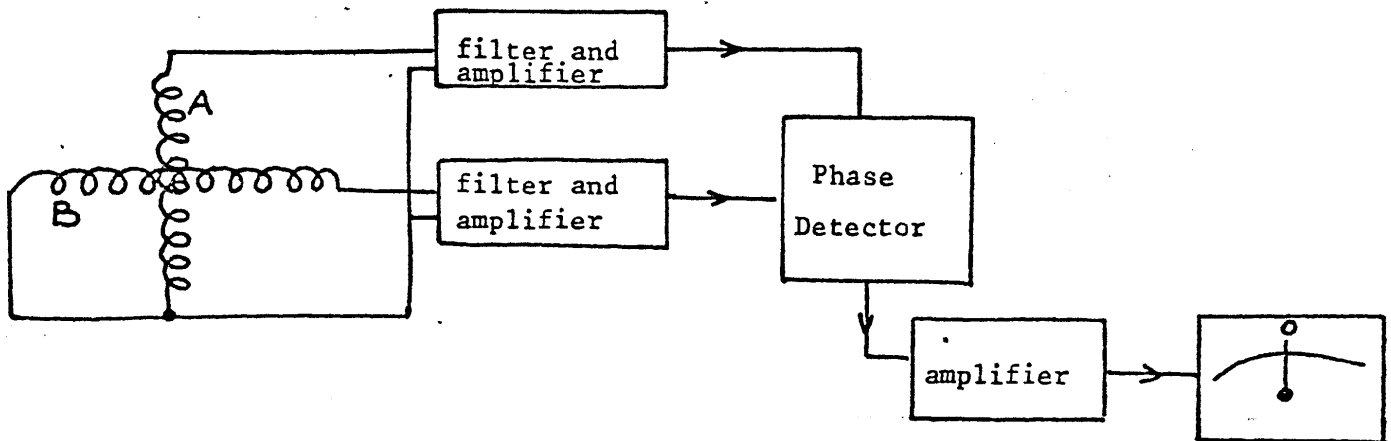 filter and
amplifier
A
B
filter and
amplifier
Phase
Detector
amplifier
0